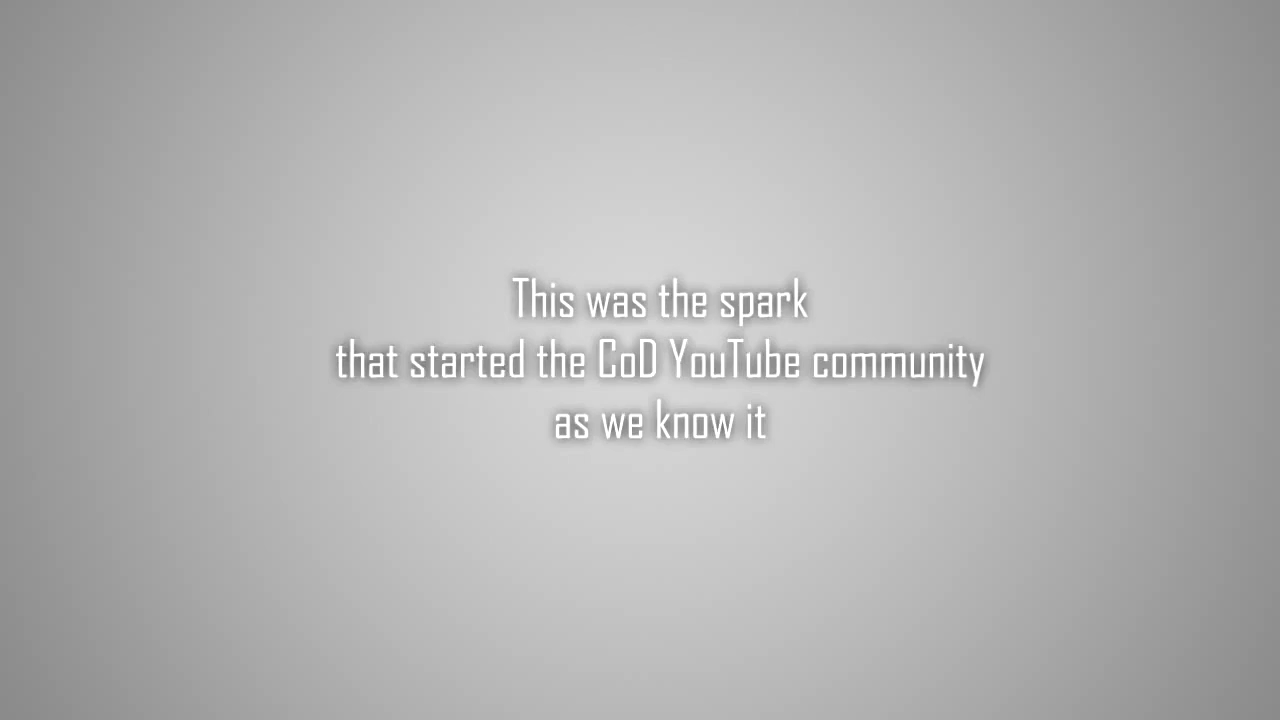 This was the spark
that started the CoD YouTube community
as we know it